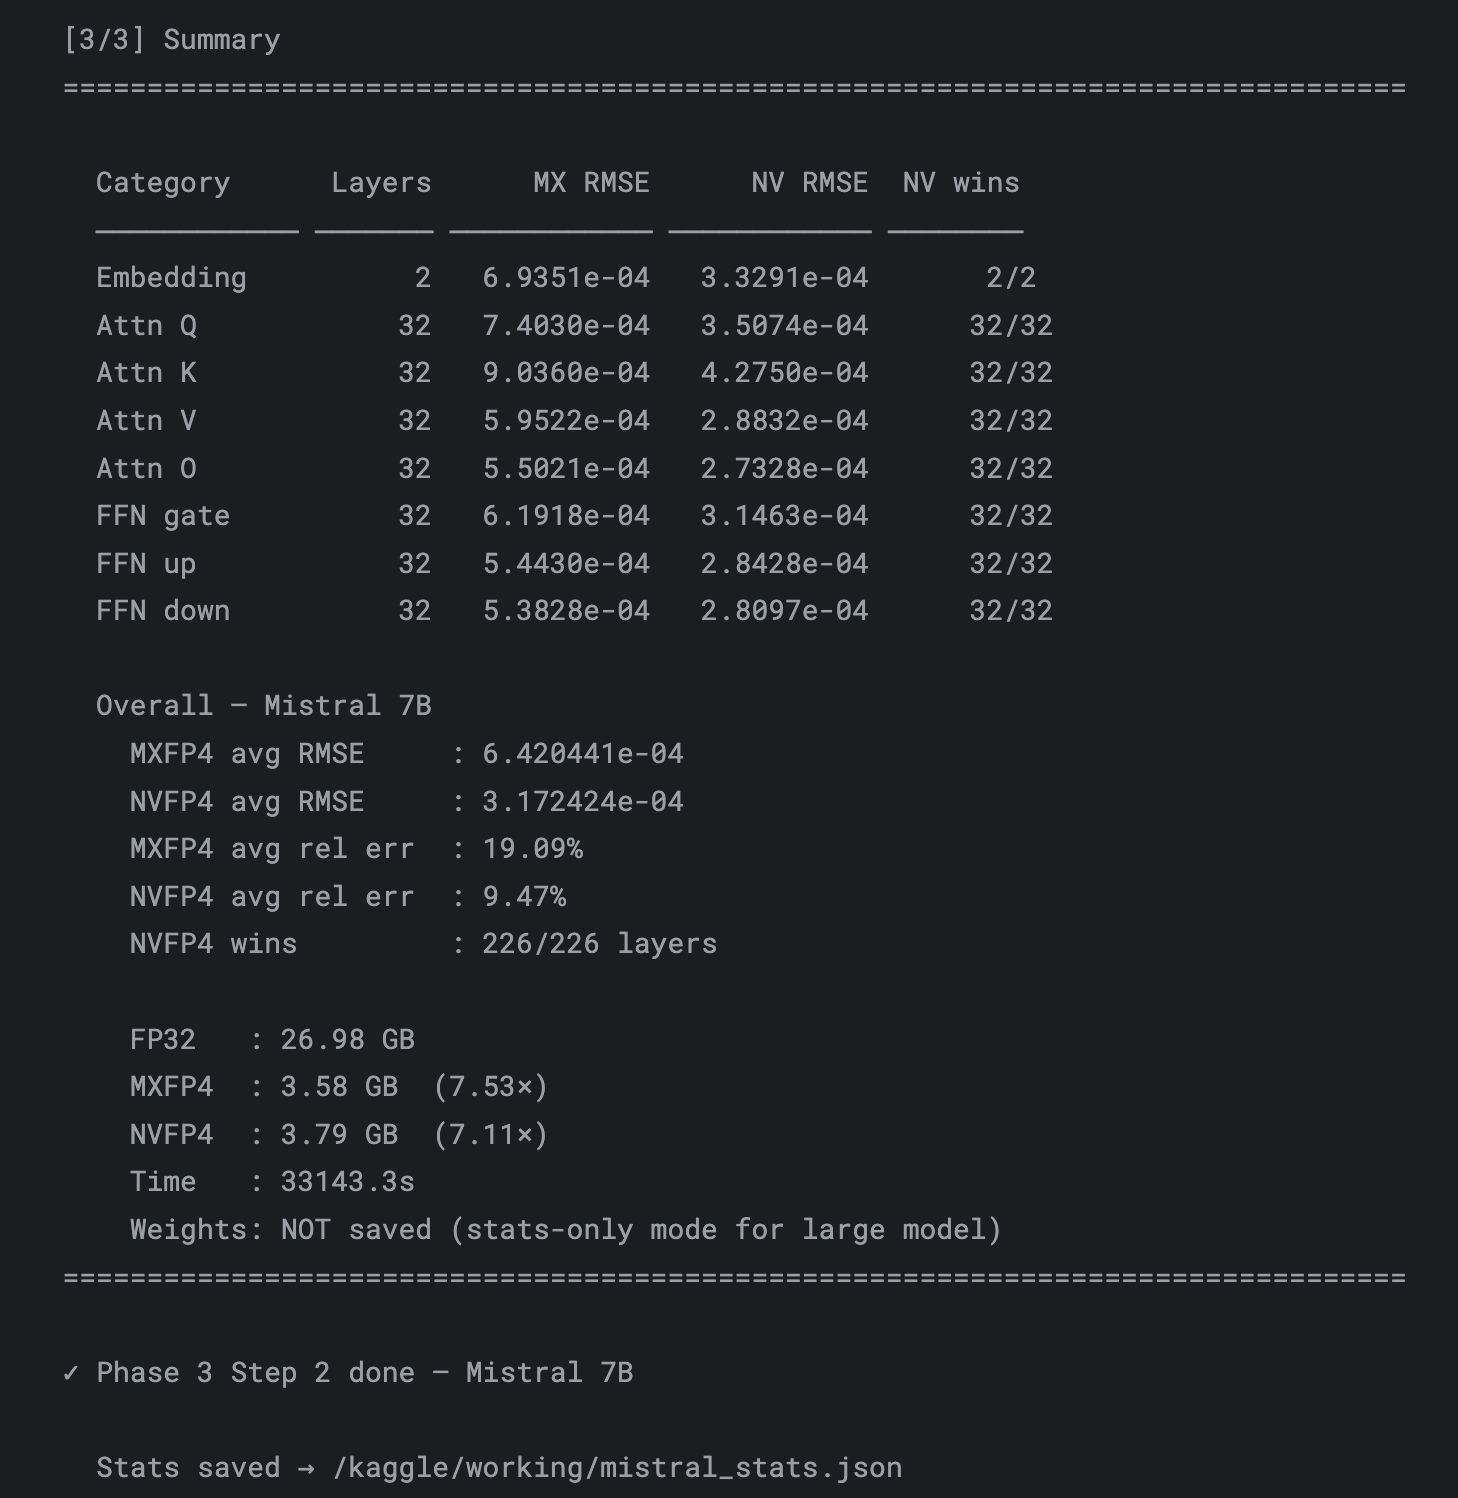 [3/3] Summary
================================================================================
Category Layers MX RMSE NV RMSE NV wins
──────────── ─────── ──────────── ──────────── ────────
Embedding 2 6.9351e-04 3.3291e-04 2/2
Attn Q 32 7.4030e-04 3.5074e-04 32/32
Attn K 32 9.0360e-04 4.2750e-04 32/32
Attn V 32 5.9522e-04 2.8832e-04 32/32
Attn O 32 5.5021e-04 2.7328e-04 32/32
FFN gate 32 6.1918e-04 3.1463e-04 32/32
FFN up 32 5.4430e-04 2.8428e-04 32/32
FFN down 32 5.3828e-04 2.8097e-04 32/32
Overall — Mistral 7B
MXFP4 avg RMSE : 6.420441e-04
NVFP4 avg RMSE : 3.172424e-04
MXFP4 avg rel err : 19.09%
NVFP4 avg rel err : 9.47%
NVFP4 wins : 226/226 layers
FP32 : 26.98 GB
MXFP4 : 3.58 GB (7.53×)
NVFP4 : 3.79 GB (7.11×)
Time : 33143.3s
Weights: NOT saved (stats-only mode for large model)
================================================================================
✓ Phase 3 Step 2 done — Mistral 7B
Stats saved → /kaggle/working/mistral_stats.json